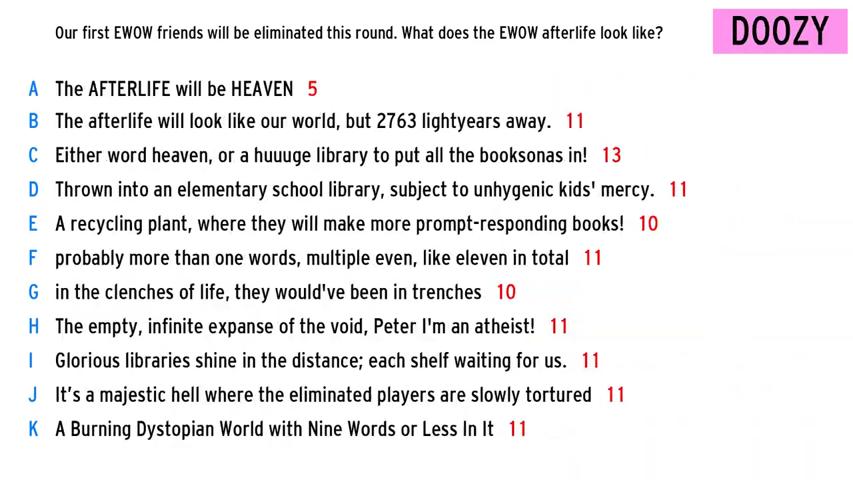 Our first EWOW friends will be eliminated this round. What does the EWOW afterlife look like?
DOOZY
A The AFTERLIFE will be HEAVEN 5
B The afterlife will look like our world, but 2763 lightyears away. 11
C Either word heaven, or a huuuge library to put all the booksonas in! 13
D Thrown into an elementary school library, subject to unhygenic kids' mercy. 11
E A recycling plant, where they will make more prompt-responding books! 10
F probably more than one words, multiple even, like eleven in total 11
G in the clenches of life, they would've been in trenches 10
H The empty, infinite expanse of the void, Peter I'm an atheist! 11
I Glorious libraries shine in the distance; each shelf waiting for us. 11
J It’s a majestic hell where the eliminated players are slowly tortured 11
K A Burning Dystopian World with Nine Words or Less In It 11